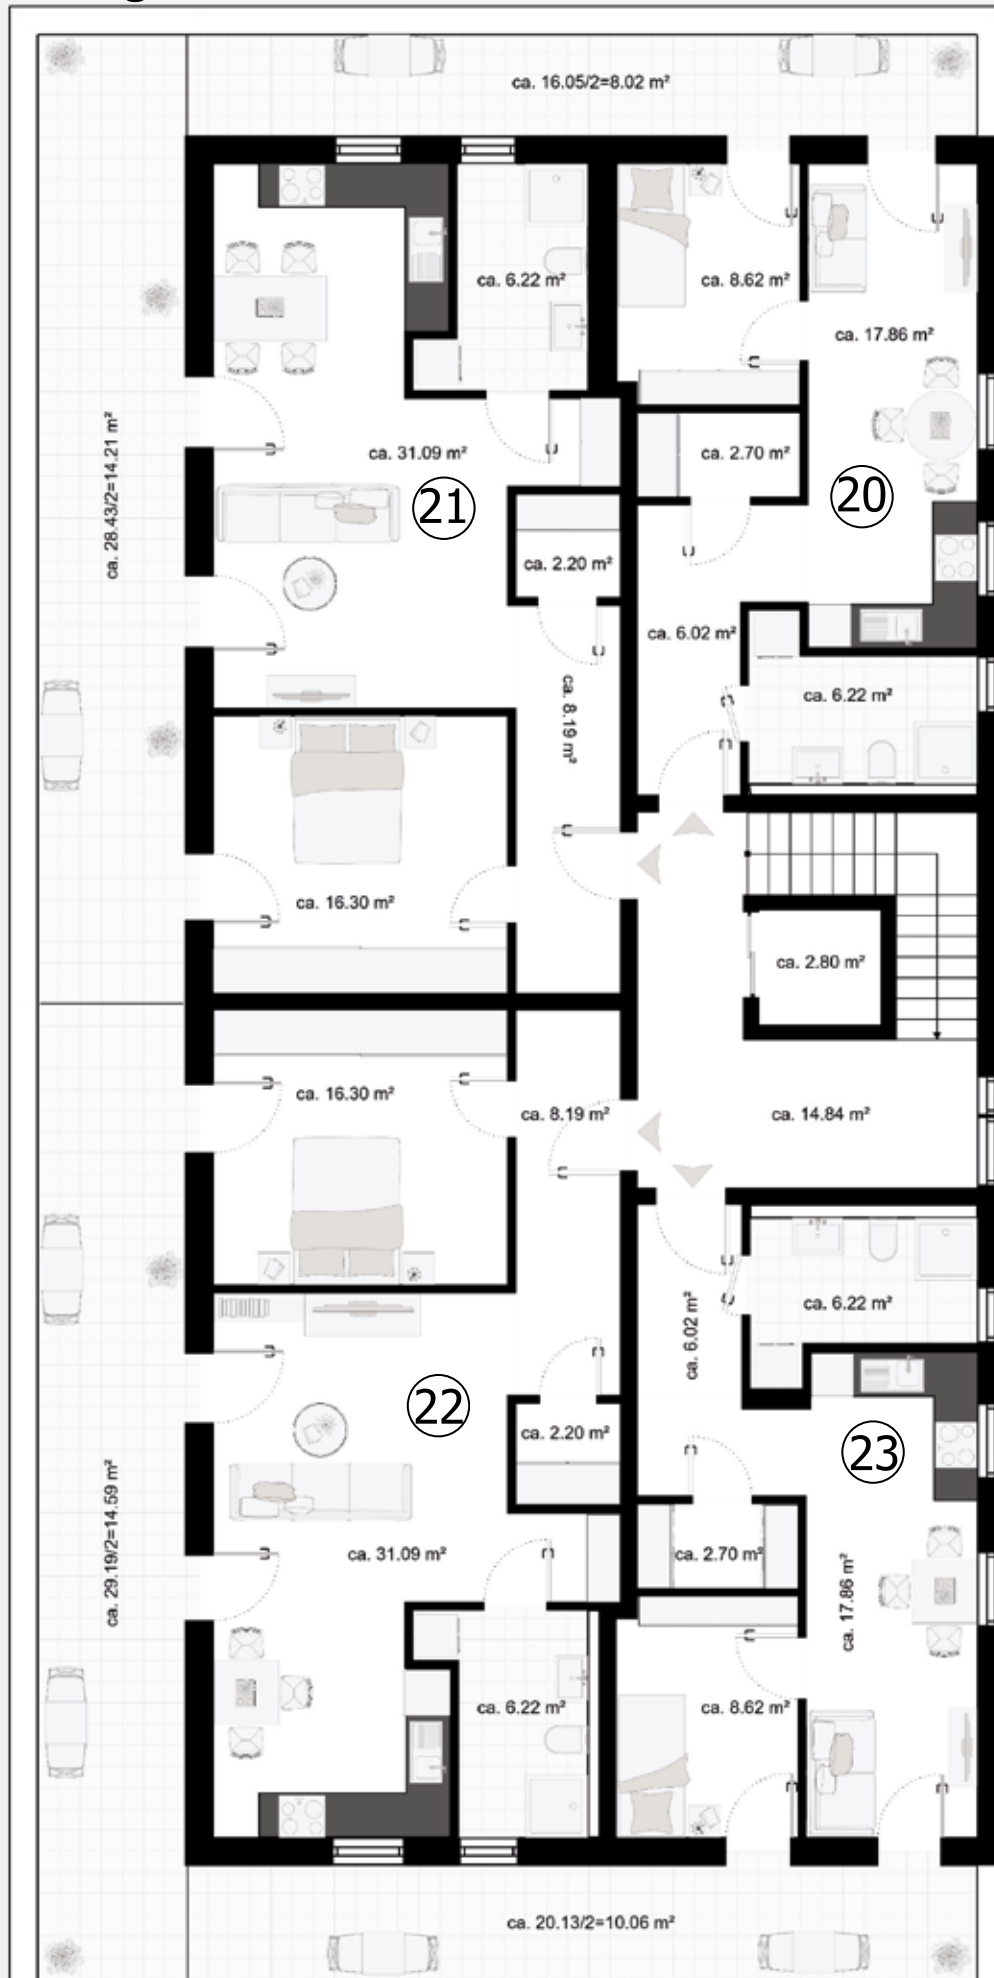 ca. 16.05/2=8.02 m²
ca. 6.22 m²
ca. 8.62 m²
ca. 17.86 m²
ca. 28.43/2=14.21 m²
ca. 31.09 m²
ca. 2.70 m²
21
20
ca. 2.20 m²
ca. 6.02 m²
ca. 8.19 m²
ca. 6.22 m²
ca. 16.30 m²
ca. 2.80 m²
ca. 16.30 m²
ca. 8.19 m²
ca. 14.84 m²
ca. 6.22 m²
ca. 6.02 m²
22
ca. 2.20 m²
23
ca. 29.19/2=14.59 m²
ca. 31.09 m²
ca. 2.70 m²
ca. 17.86 m²
ca. 6.22 m²
ca. 8.62 m²
ca. 20.13/2=10.06 m²